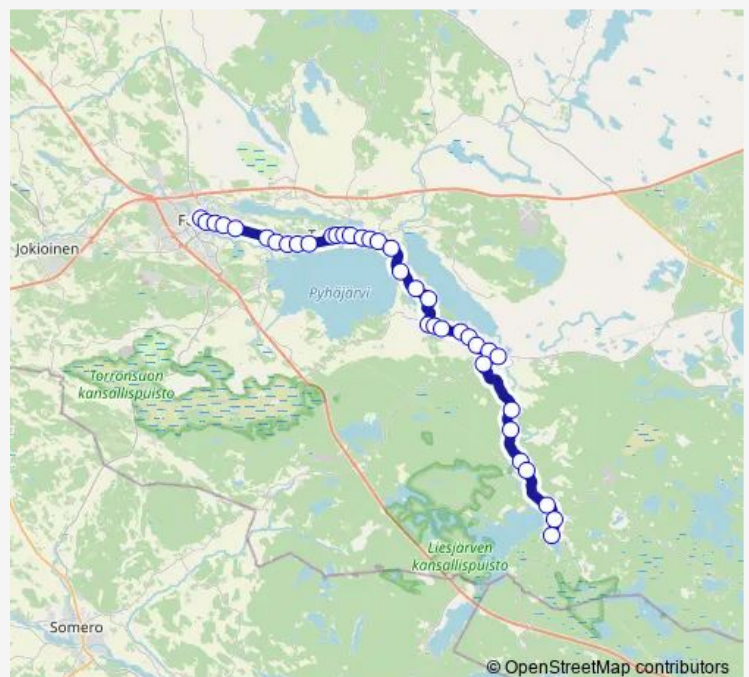 Jokioinen
Pyhäjärvi
Torronsuon
kansallispuisto
Liesjärven
kansallispuisto
Somero
© OpenStreetMap contributors